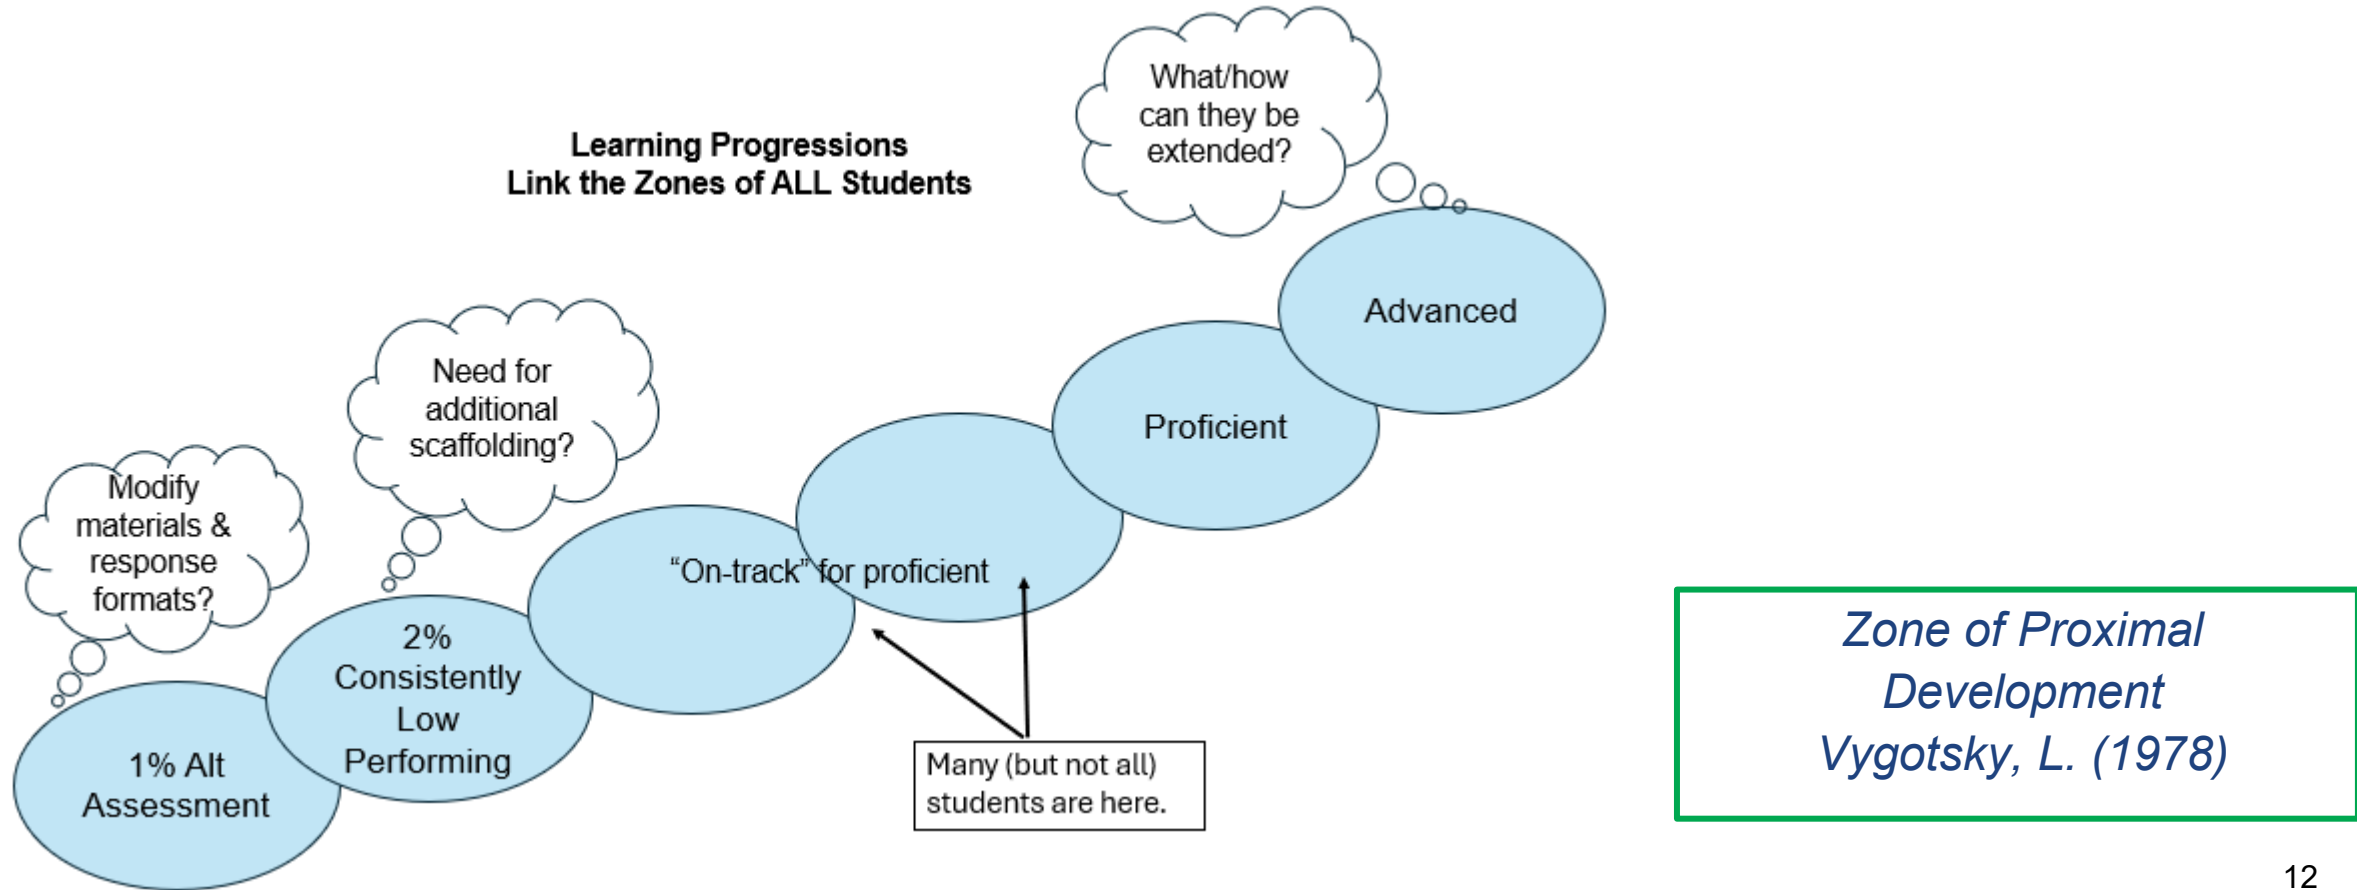 Learning Progressions
Link the Zones of ALL Students
What/how
can they be
extended?
Advanced
Proficient
Need for
additional
scaffolding?
"On-track" for proficient
Modify
materials &
response
formats?
2%
Consistently
Low
Performing
1% Alt
Assessment
Many (but not all)
students are here.
Zone of Proximal
Development
Vygotsky, L. (1978)
12